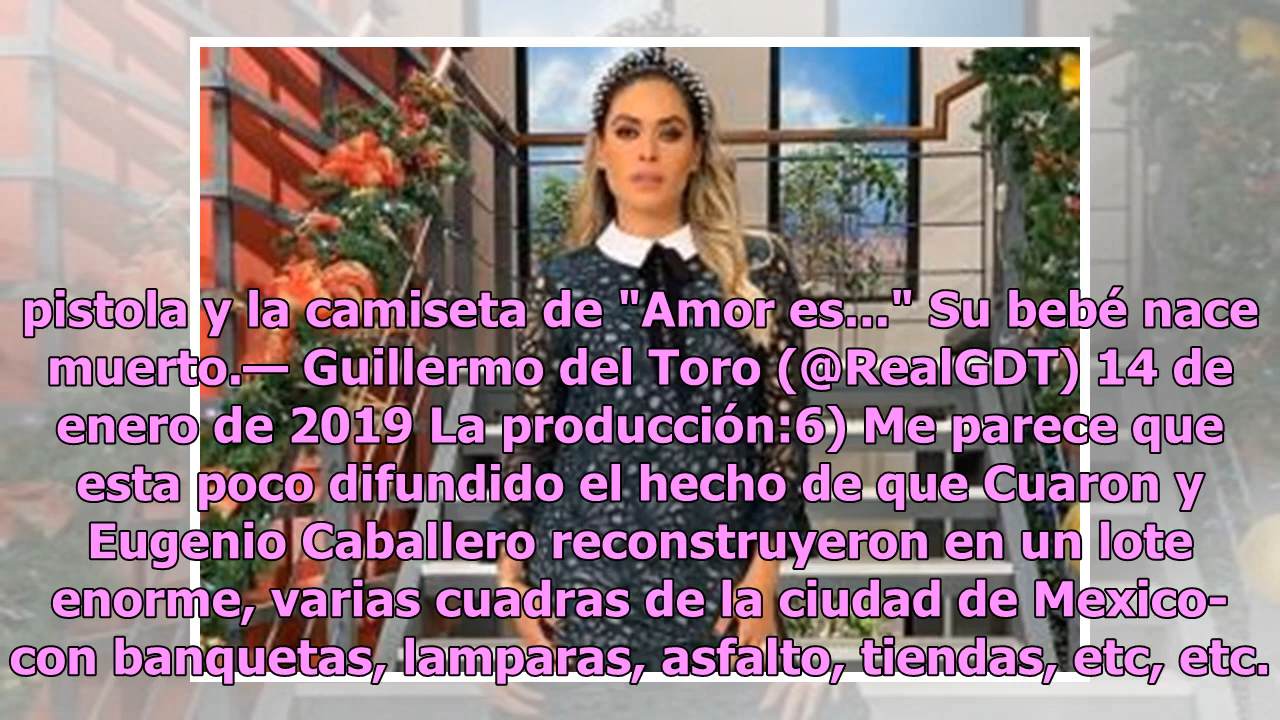 pistola y la camiseta de "Amor es..." Su bebé nace
muerto.— Guillermo del Toro (@RealGDT) 14 de
enero de 2019 La producción:6) Me parece que
esta poco difundido el hecho de que Cuaron y
Eugenio Caballero reconstruyeron en un lote
enorme, varias cuadras de la ciudad de Mexico-
con banquetas, lamparas, asfalto, tiendas, etc, etc.